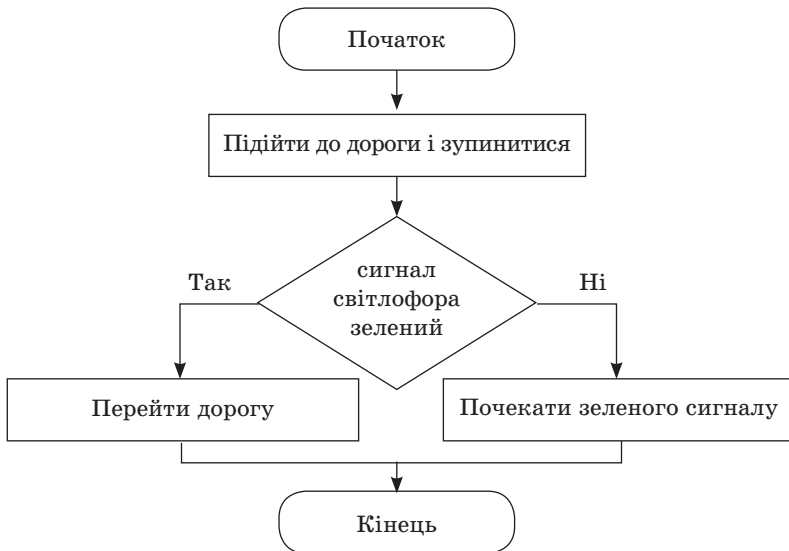 Початок
Підійти до дороги і зупинитися
Так
сигнал
світлофора
зелений
Ні
Перейти дорогу
Почекати зеленого сигналу
Кінець